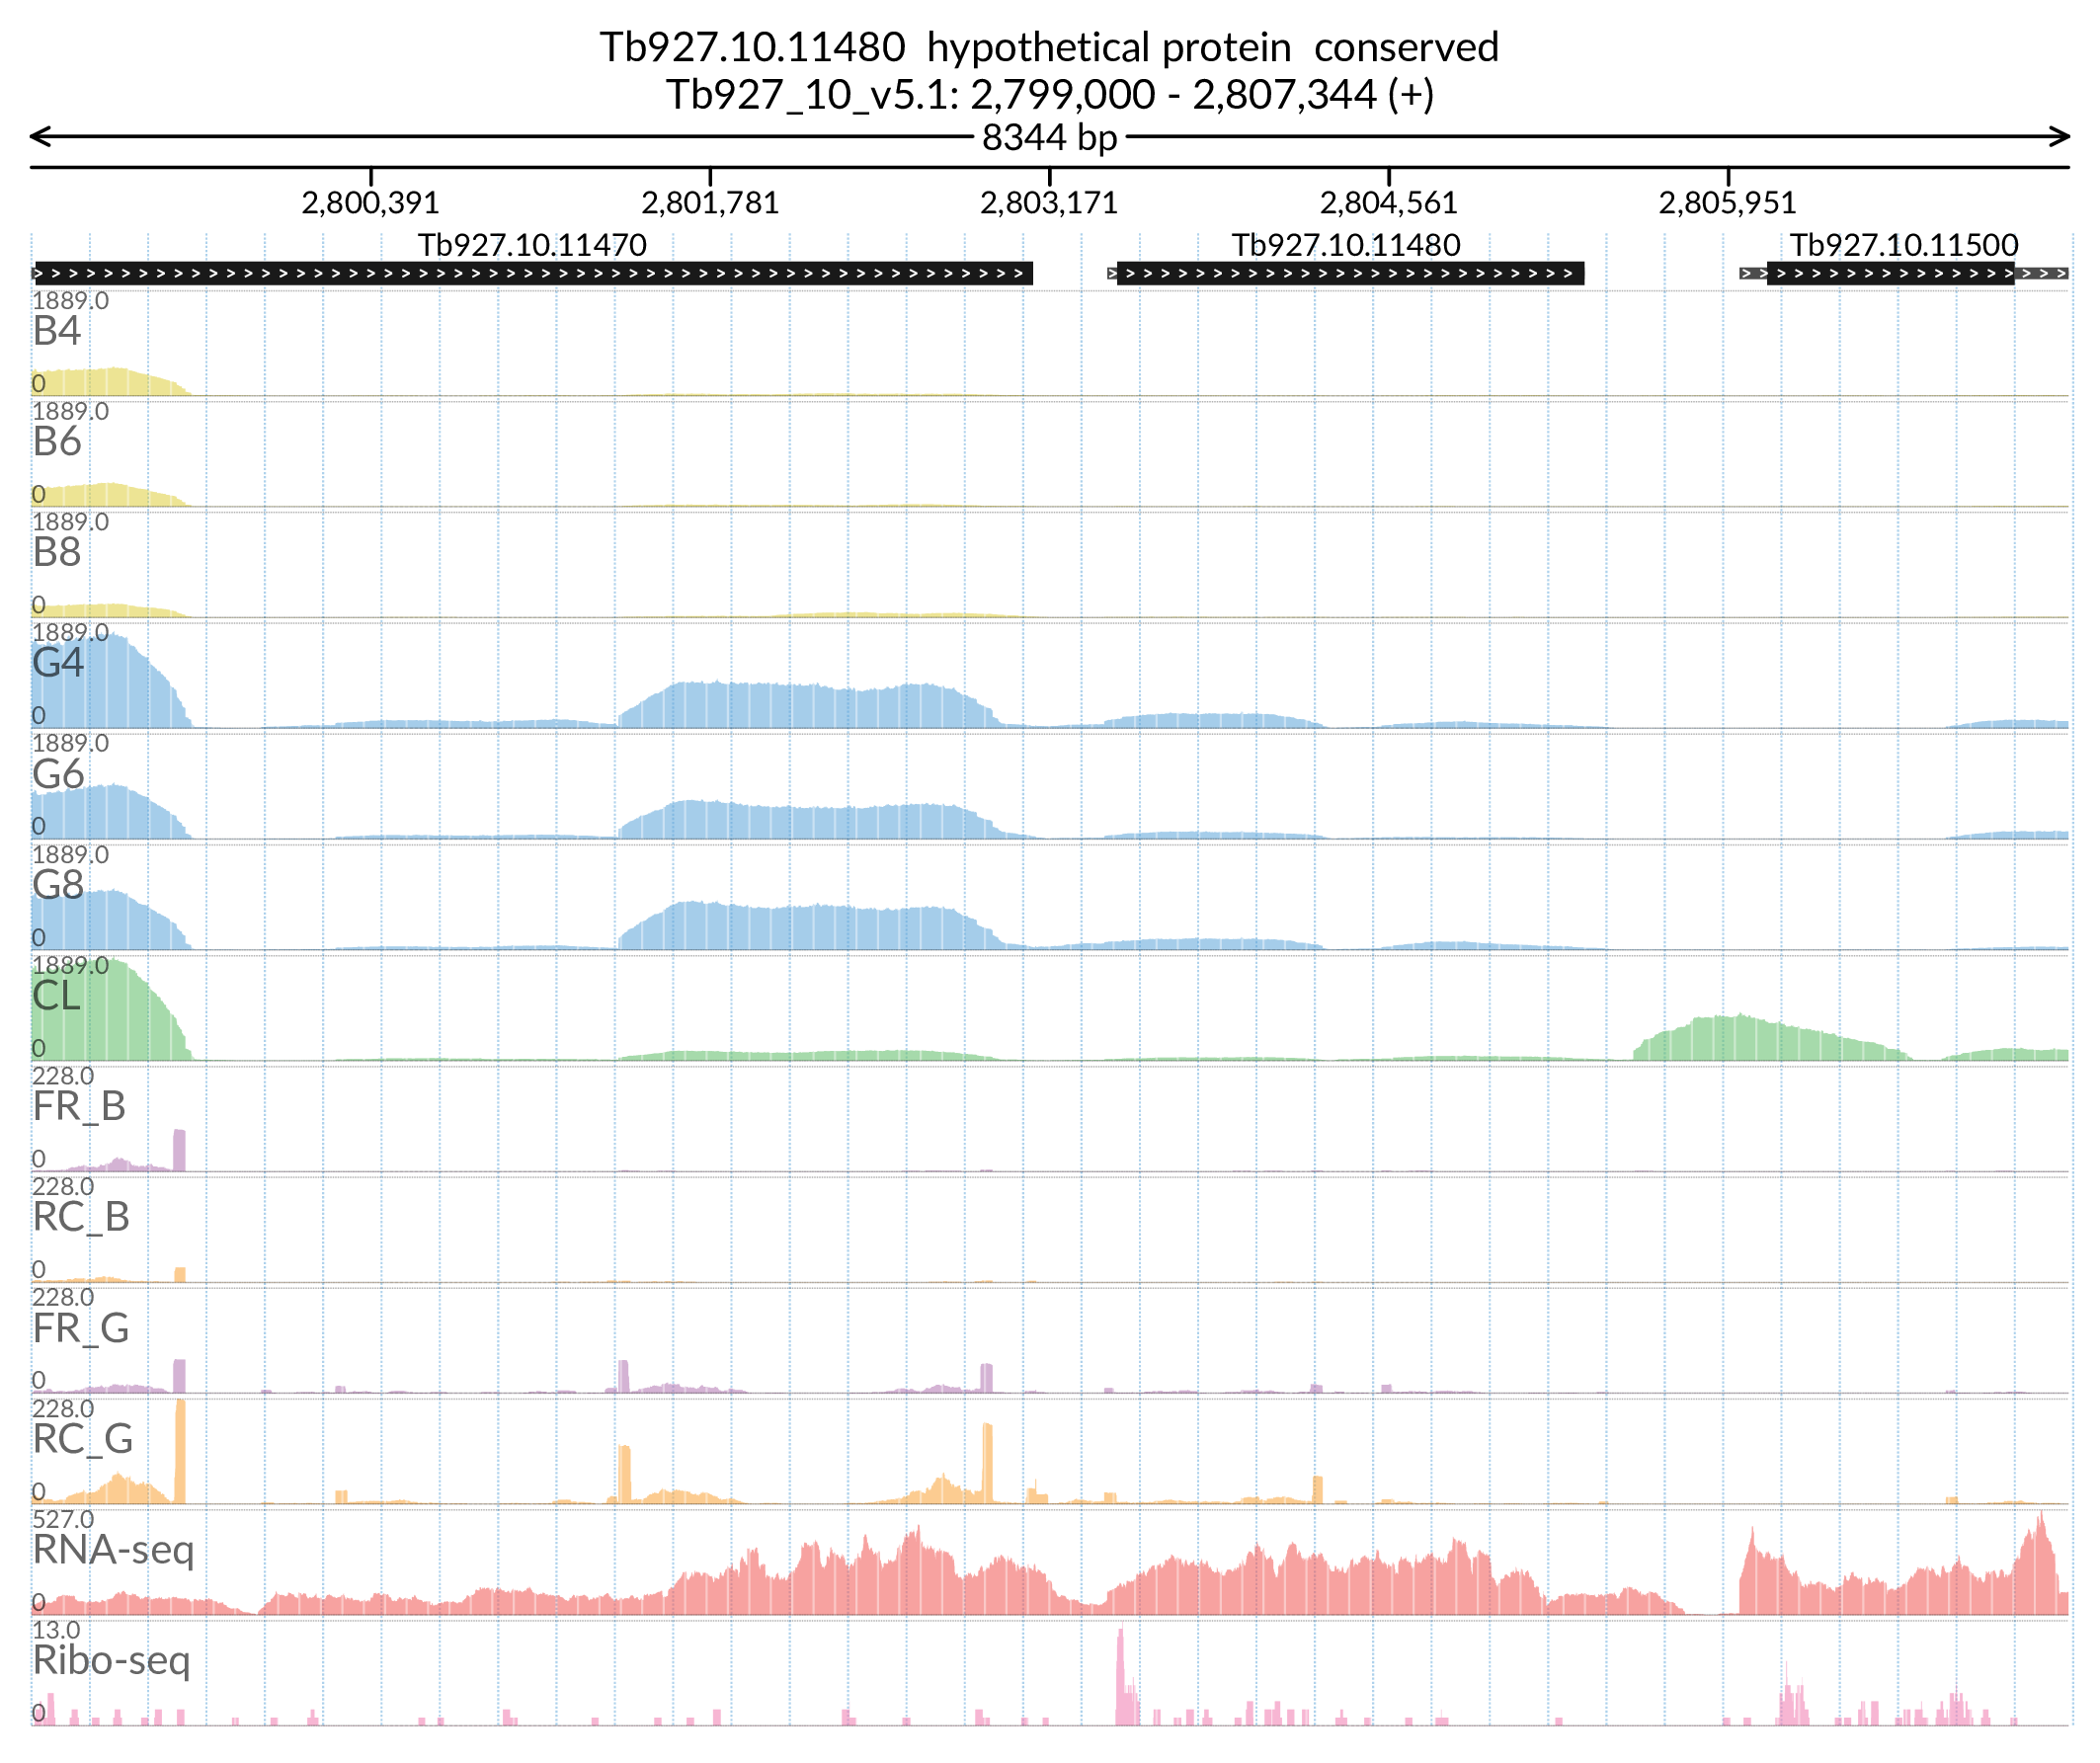 Tb927.10.11480  hypothetical protein  conserved
Tb927_10_v5.1: 2,799,000 - 2,807,344 (+)
8344 bp
2,800,391 2,801,781 2,803,171 2,804,561 2,805,951
Tb927.10.11470 Tb927.10.11480 Tb927.10.11500
1889.0
B4
0
1889.0
B6
0
1889.0
B8
0
1889.0
G4
0
1889.0
G6
0
1889.0
G8
0
1889.0
CL
0
228.0
FR_B
0
228.0
RC_B
0
228.0
FR_G
0
228.0
RC_G
0
527.0
RNA-seq
0
13.0
Ribo-seq
0